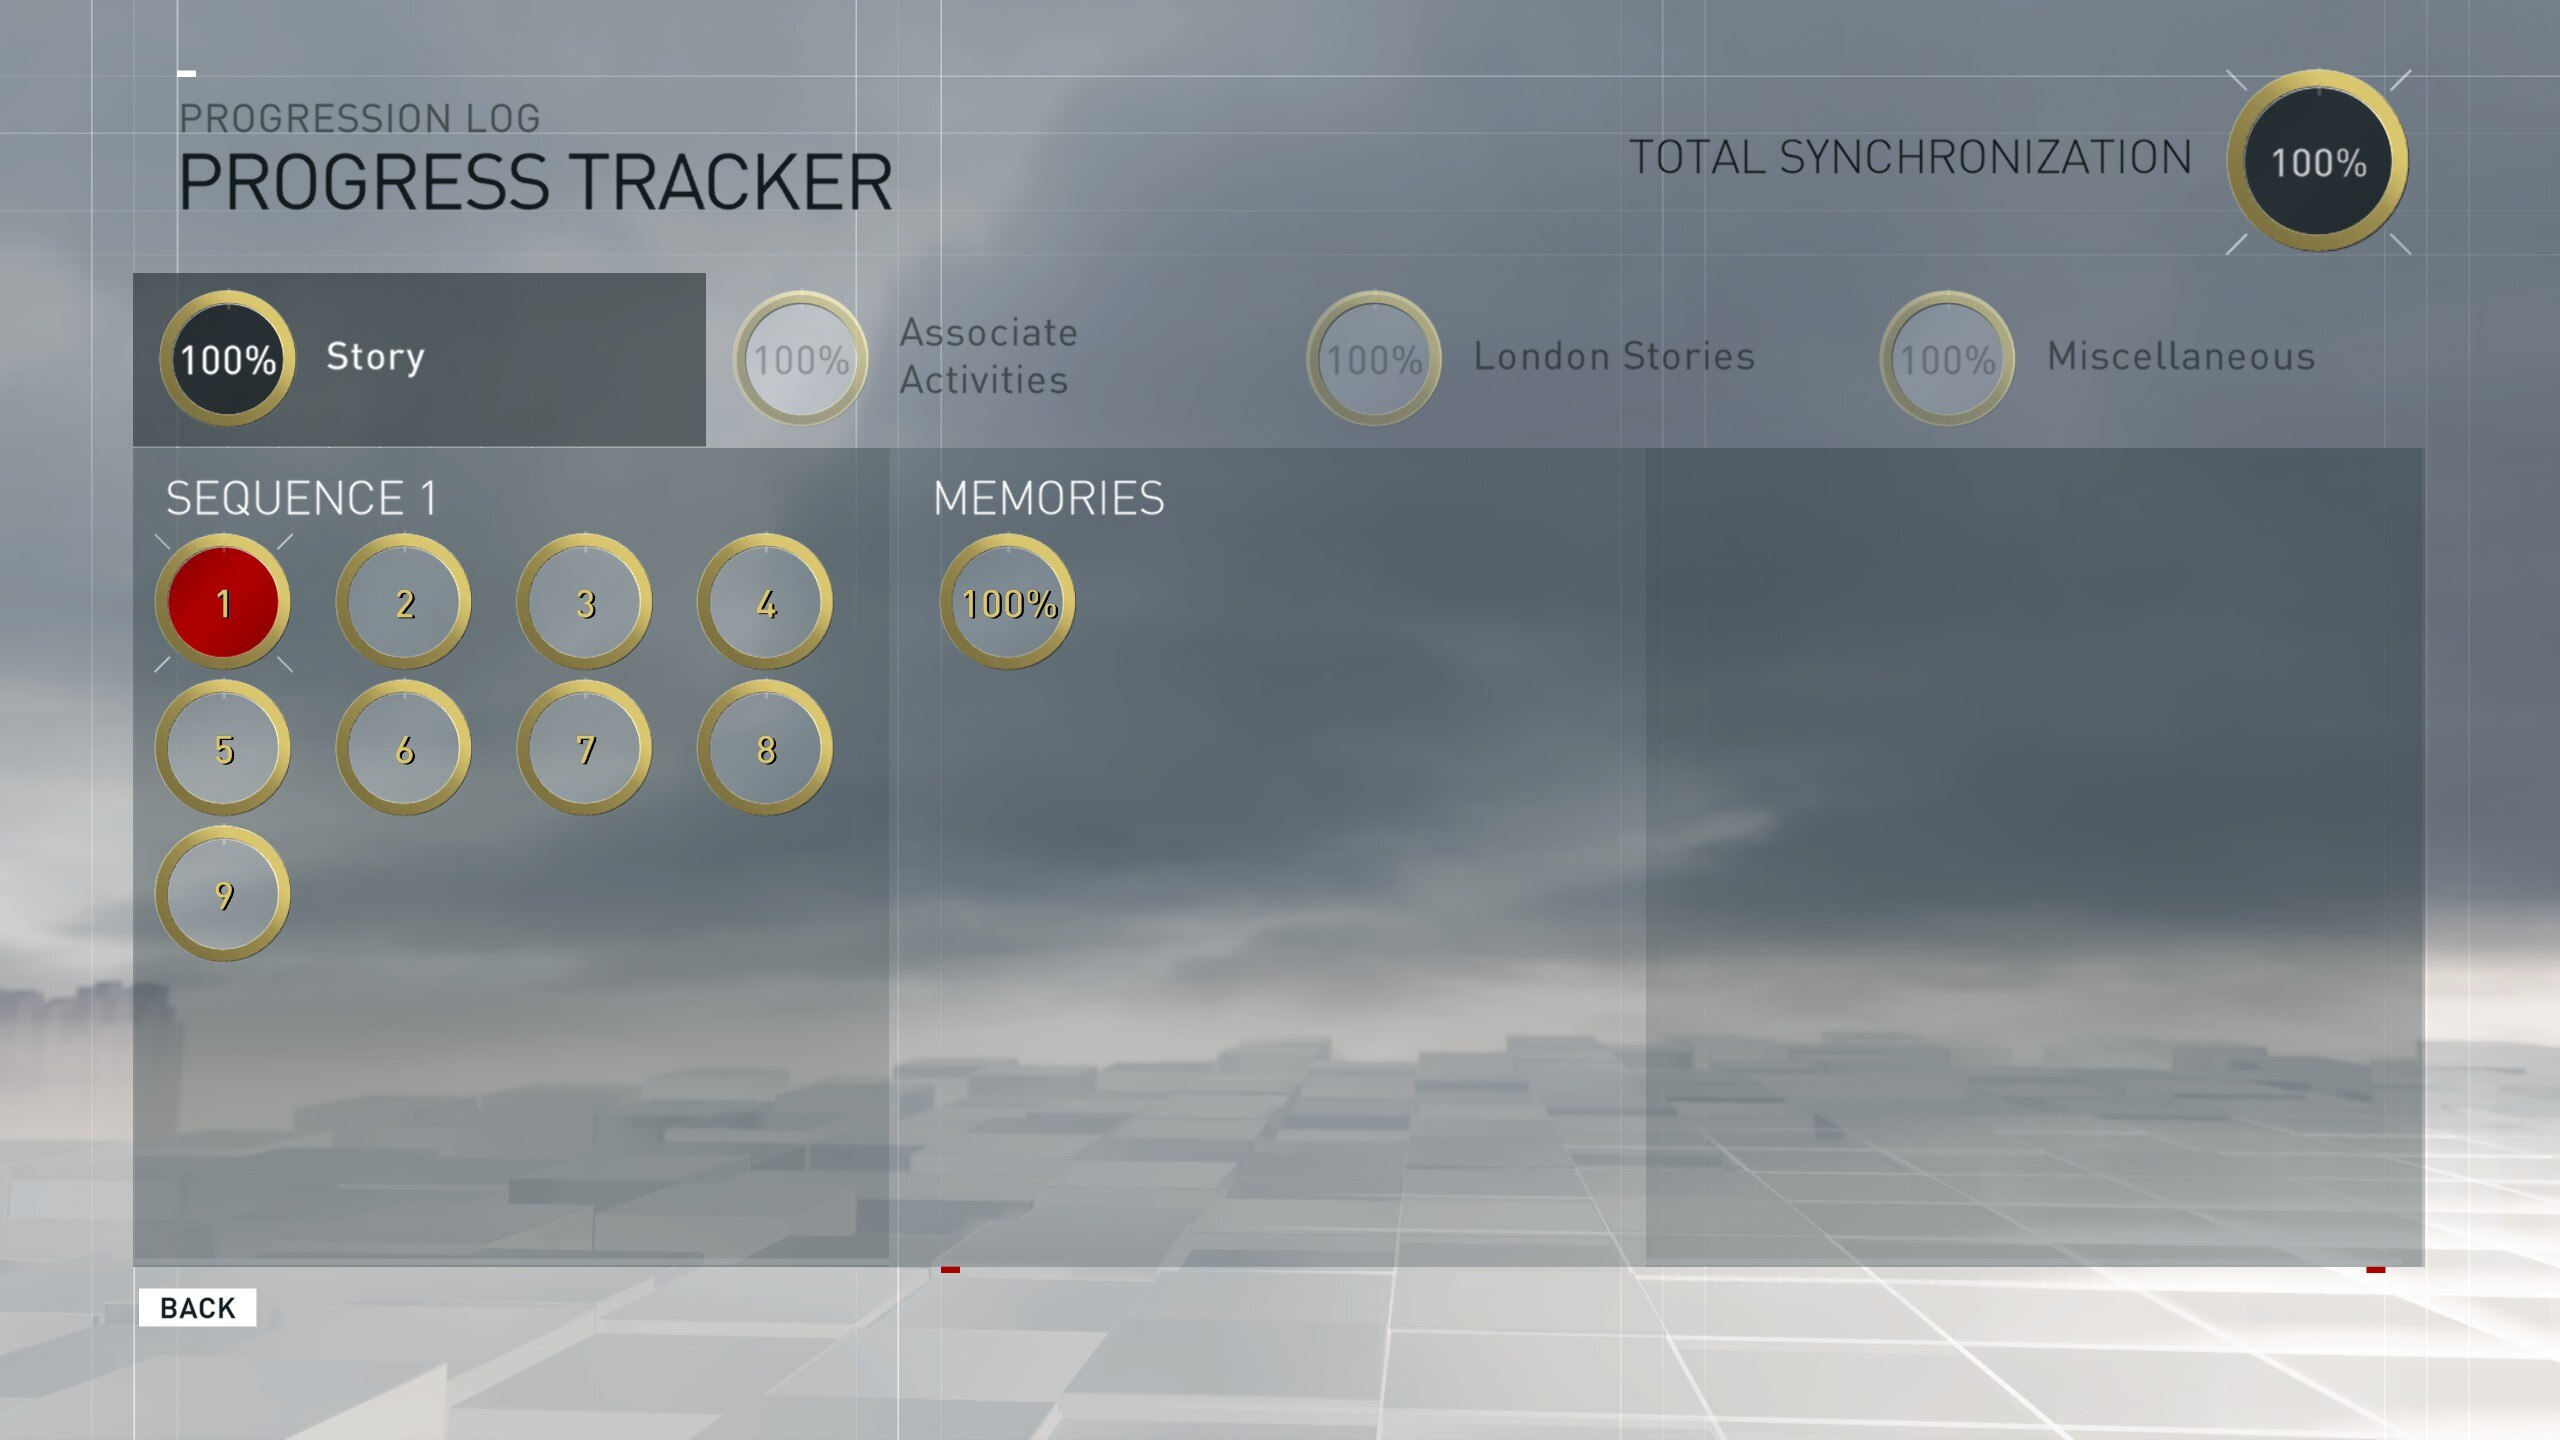 PROGRESSION LOG
PROGRESS TRACKER
TOTAL SYNCHRONIZATION
100%
100%
Story
100%
Associate
Activities
100%
London Stories
100%
Miscellaneous
SEQUENCE 1
1
2
3
4
5
6
7
8
9
MEMORIES
100%
BACK